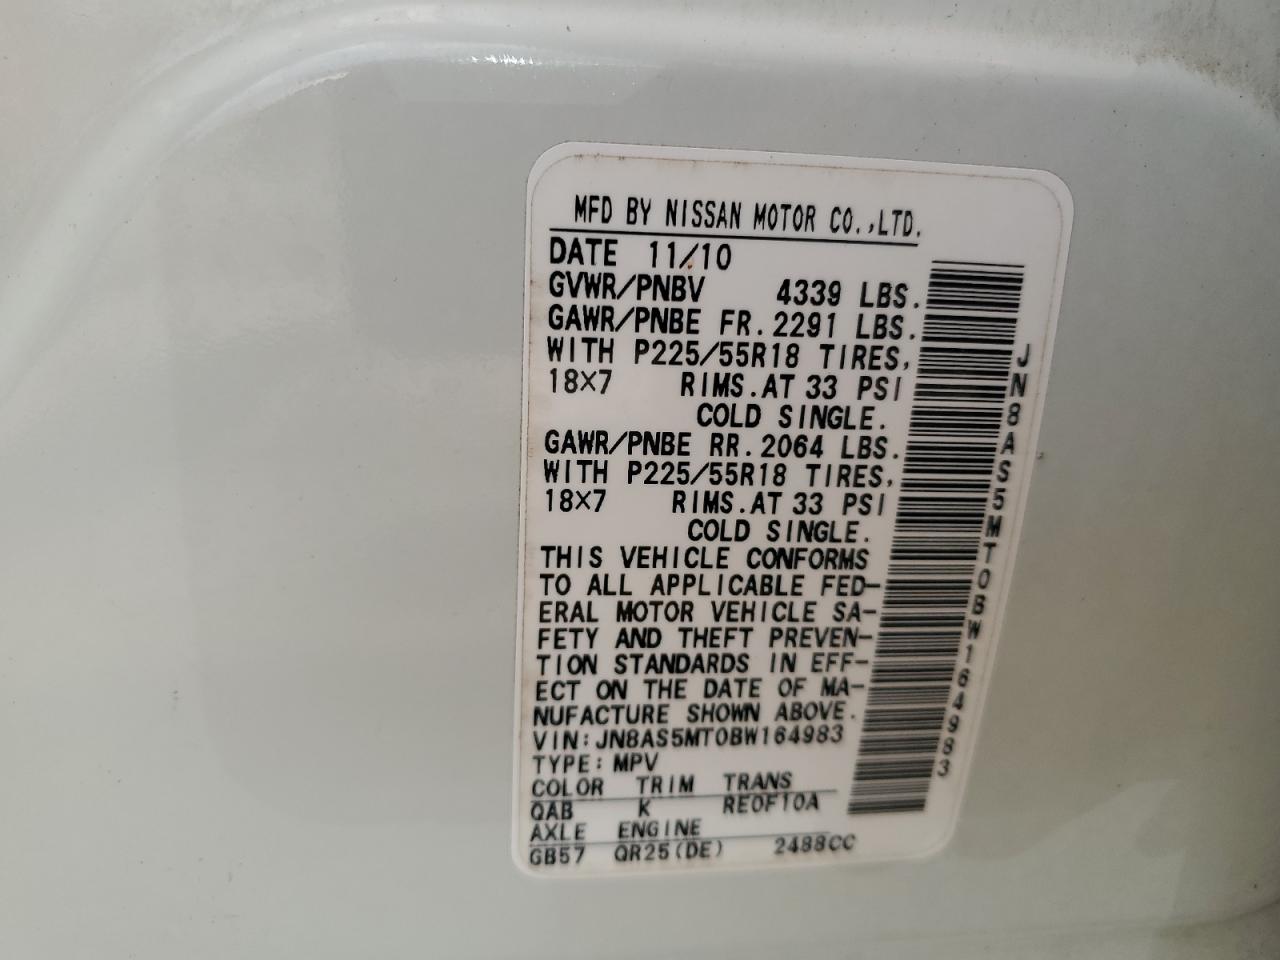 MFD BY NISSAN MOTOR CO.,LTD.
DATE 11/10
GVWR/PNBV 4339 LBS.
GAWR/PNBE FR.2291 LBS.
WITH P225/55R18 TIRES,
18×7 RIMS.AT 33 PSI
COLD SINGLE.
GAWR/PNBE RR.2064 LBS.
WITH P225/55R18 TIRES,
18×7 RIMS.AT 33 PSI
COLD SINGLE.
THIS VEHICLE CONFORMS
TO ALL APPLICABLE FED-
ERAL MOTOR VEHICLE SA-
FETY AND THEFT PREVEN-
TION STANDARDS IN EFF-
ECT ON THE DATE OF MA-
NUFACTURE SHOWN ABOVE.
VIN:JN8AS5MT0BW164983
TYPE:MPV
COLOR TRIM TRANS
QAB K RE0F10A
AXLE ENGINE
GB57 QR25(DE) 2488CC
JN8AS5MT0BW164983